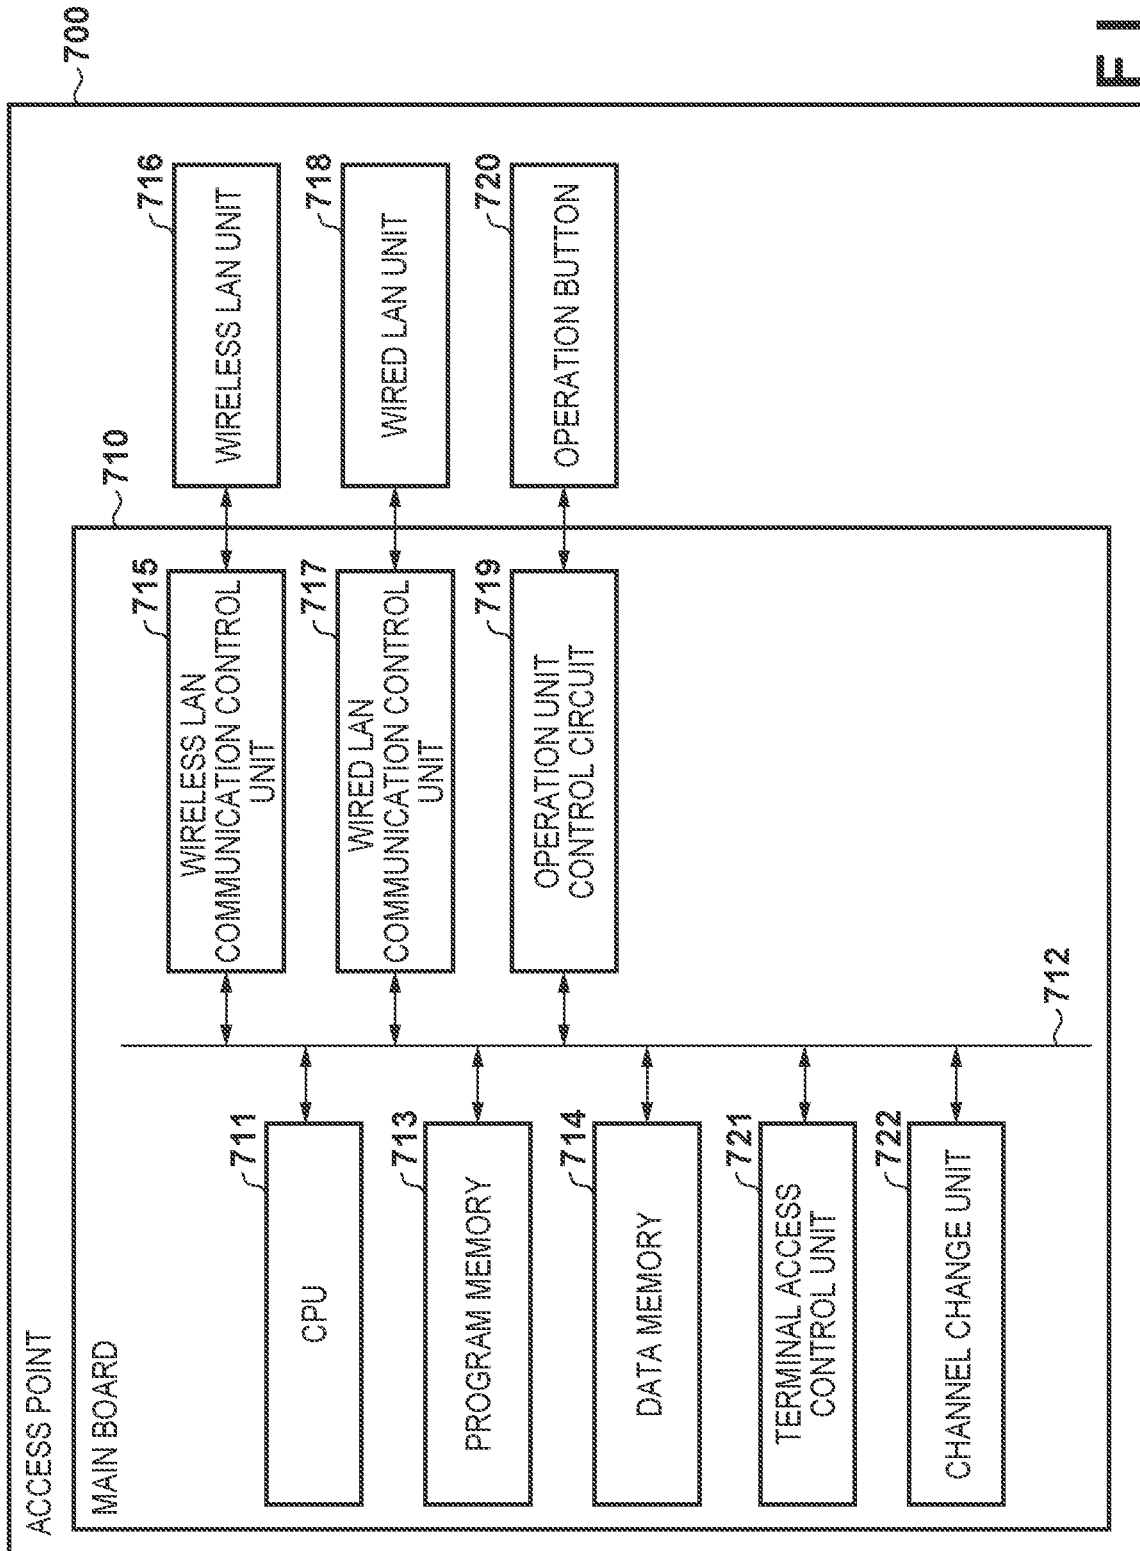 F I
700
ACCESS POINT
710
MAIN BOARD
711
CPU
713
PROGRAM MEMORY
714
DATA MEMORY
721
TERMINAL ACCESS
CONTROL UNIT
722
CHANNEL CHANGE UNIT
712
715
WIRELESS LAN
COMMUNICATION CONTROL
UNIT
717
WIRED LAN
COMMUNICATION CONTROL
UNIT
719
OPERATION UNIT
CONTROL CIRCUIT
716
WIRELESS LAN UNIT
718
WIRED LAN UNIT
720
OPERATION BUTTON